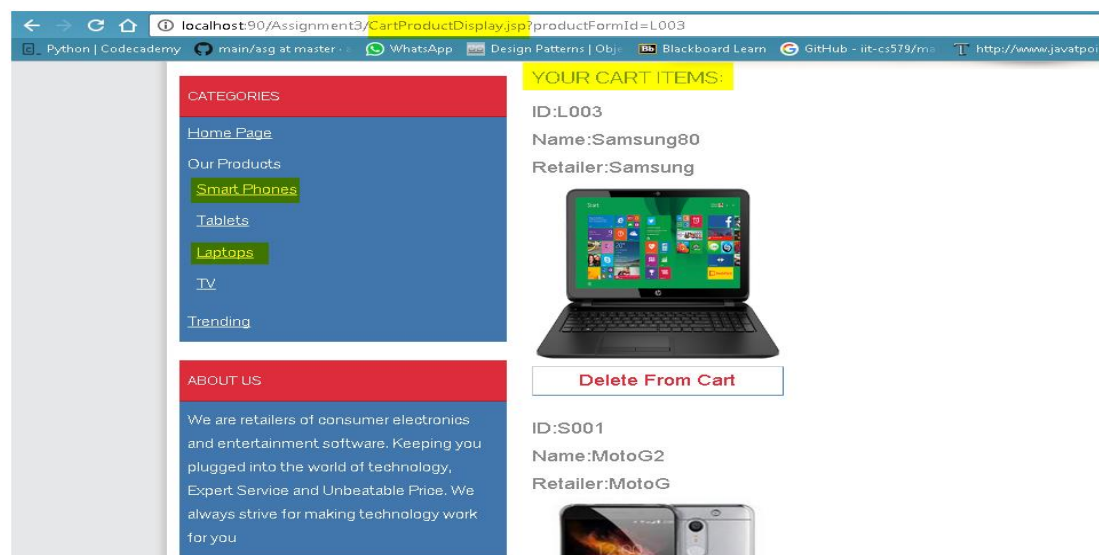 localhost:90/Assignment3/CartProductDisplay.jsp?productFormId=L003
Python | Codecademy main/asg at master · WhatsApp Design Patterns | Obj Blackboard Learn GitHub - iit-cs579/ma http://www.javatpoi
CATEGORIES
Home Page
Our Products
Smart Phones
Tablets
Laptops
TV
Trending
ABOUT US
We are retailers of consumer electronics
and entertainment software. Keeping you
plugged into the world of technology,
Expert Service and Unbeatable Price. We
always strive for making technology work
for you
YOUR CART ITEMS:
ID:L003
Name:Samsung80
Retailer:Samsung
Start
Delete From Cart
ID:S001
Name:MotoG2
Retailer:MotoG